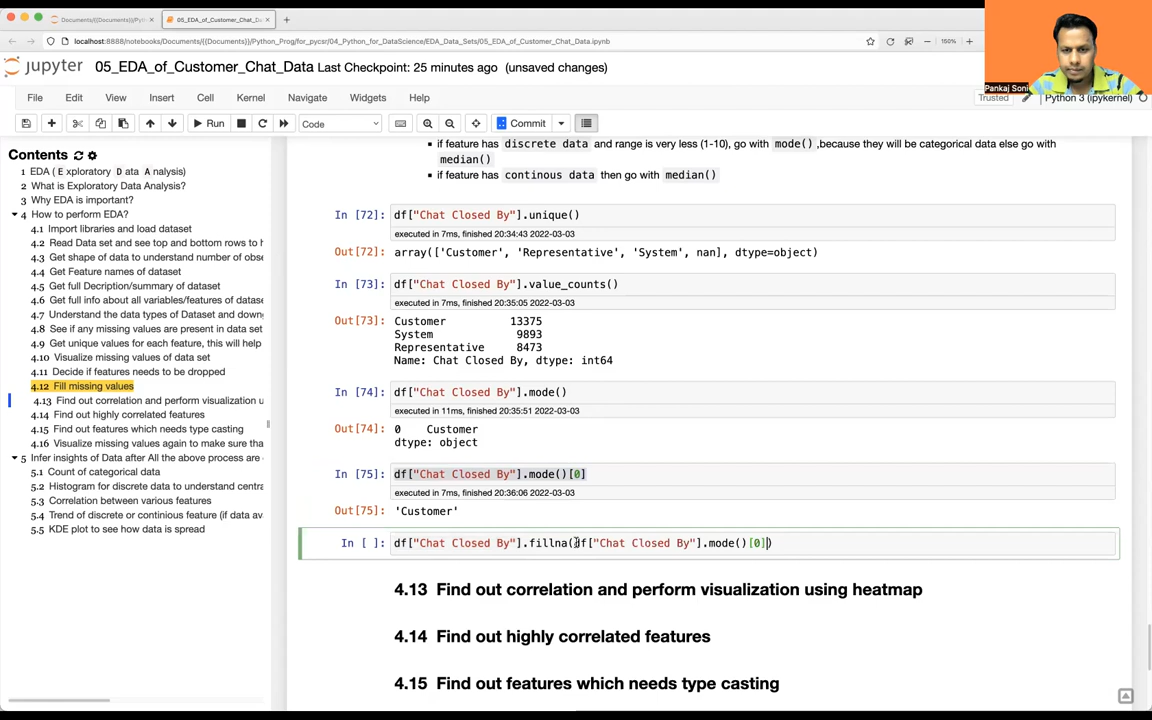 Documents/{{Documents}}/Pyth
05_EDA_of_Customer_Chat_Da
localhost:8888/notebooks/Documents/{{Documents}}/Python_Prog/for_pycsr/04_Python_for_DataScience/EDA_Data_Sets/05_EDA_of_Customer_Chat_Data.ipynb
150%
Pankaj Soni
jupyter 05_EDA_of_Customer_Chat_Data Last Checkpoint: 25 minutes ago (unsaved changes)
File Edit View Insert Cell Kernel Navigate Widgets Help
Trusted Python 3 (ipykernel)
Run Code Commit
Contents
1 EDA ( E xploratory D ata A nalysis)
2 What is Exploratory Data Analysis?
3 Why EDA is important?
4 How to perform EDA?
4.1 Import libraries and load dataset
4.2 Read Data set and see top and bottom rows to h
4.3 Get shape of data to understand number of obse
4.4 Get Feature names of dataset
4.5 Get full Decription/summary of dataset
4.6 Get full info about all variables/features of datase
4.7 Understand the data types of Dataset and downg
4.8 See if any missing values are present in data set
4.9 Get unique values for each feature, this will help
4.10 Visualize missing values of data set
4.11 Decide if features needs to be dropped
4.12 Fill missing values
4.13 Find out correlation and perform visualization u
4.14 Find out highly correlated features
4.15 Find out features which needs type casting
4.16 Visualize missing values again to make sure tha
5 Infer insights of Data after All the above process are
5.1 Count of categorical data
5.2 Histogram for discrete data to understand centra
5.3 Correlation between various features
5.4 Trend of discrete or continious feature (if data av
5.5 KDE plot to see how data is spread
if feature has discrete data and range is very less (1-10), go with mode() ,because they will be categorical data else go with
median()
if feature has continous data then go with median()
In [72]: df["Chat Closed By"].unique()
executed in 7ms, finished 20:34:43 2022-03-03
Out[72]: array(['Customer', 'Representative', 'System', nan], dtype=object)
In [73]: df["Chat Closed By"].value_counts()
executed in 7ms, finished 20:35:05 2022-03-03
Out[73]: Customer 13375
System 9893
Representative 8473
Name: Chat Closed By, dtype: int64
In [74]: df["Chat Closed By"].mode()
executed in 11ms, finished 20:35:51 2022-03-03
Out[74]: 0 Customer
dtype: object
In [75]: df["Chat Closed By"].mode()[0]
executed in 7ms, finished 20:36:06 2022-03-03
Out[75]: 'Customer'
In [ ]: df["Chat Closed By"].fillna(df["Chat Closed By"].mode()[0])
4.13 Find out correlation and perform visualization using heatmap
4.14 Find out highly correlated features
4.15 Find out features which needs type casting